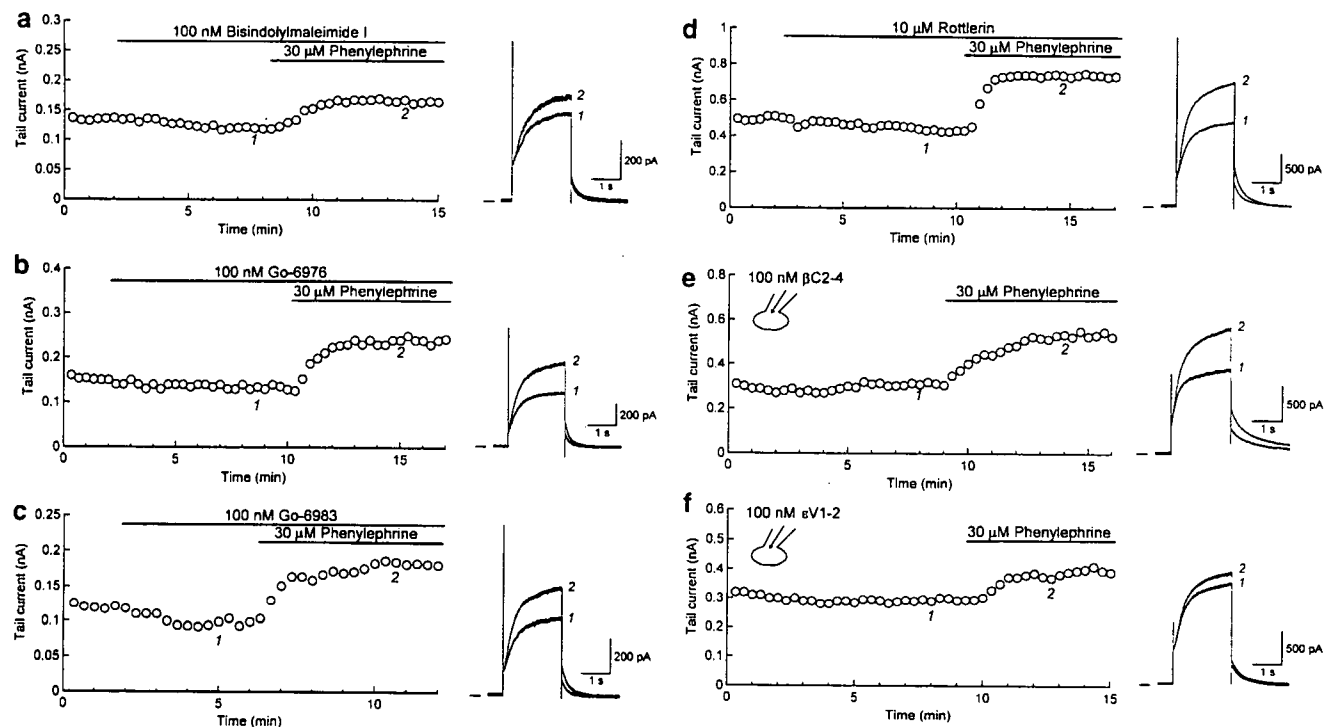 a
100 nM Bisindolylmaleimide I
30 µM Phenylephrine
Tail current (nA)
0.3
0.25
0.2
0.15
0.1
0.05
0
1
2
0
5
10
15
Time (min)
2
1
200 pA
1 s
b
100 nM Go-6976
30 µM Phenylephrine
Tail current (nA)
0.4
0.3
0.2
0.1
0
1
2
0
5
10
15
Time (min)
2
1
200 pA
1 s
c
100 nM Go-6983
30 µM Phenylephrine
Tail current (nA)
0.25
0.2
0.15
0.1
0.05
0
1
2
0
5
10
Time (min)
2
1
200 pA
1 s
d
10 µM Rottlerin
30 µM Phenylephrine
Tail current (nA)
1
0.8
0.6
0.4
0.2
0
1
2
0
5
10
15
Time (min)
2
1
500 pA
1 s
e
100 nM βC2-4
30 µM Phenylephrine
Tail current (nA)
0.8
0.6
0.4
0.2
0
1
2
0
5
10
15
Time (min)
2
1
500 pA
1 s
f
100 nM εV1-2
30 µM Phenylephrine
Tail current (nA)
0.6
0.5
0.4
0.3
0.2
0.1
0
1
2
0
5
10
15
Time (min)
2
1
500 pA
1 s